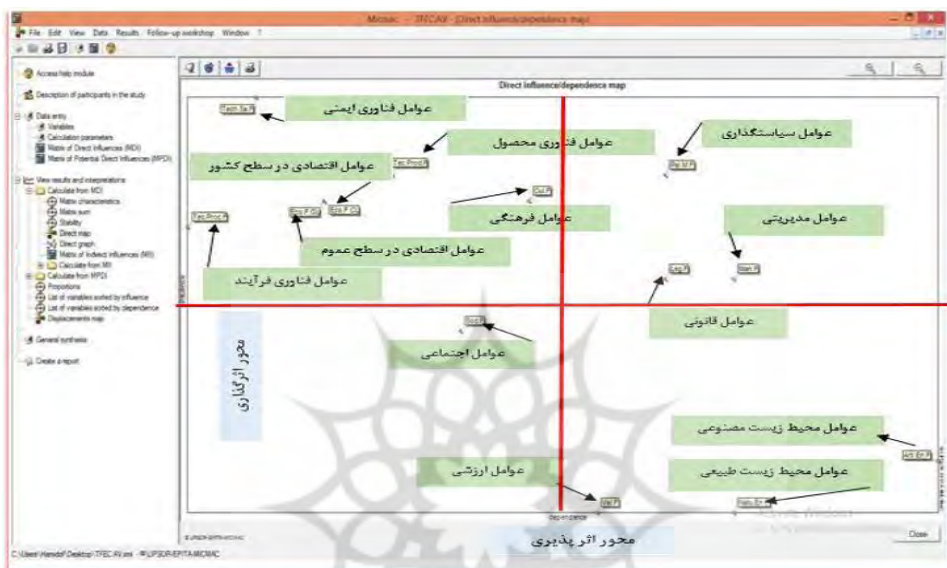 Micmac - TFEC AV - [Direct influence/dependence map]
File Edit View Data Results Follow-up workshop Window ?
Access help module
Description of participants in the study
Data entry
Variables
Calculation parameters
Matrix of Direct Influences (MDI)
Matrix of Potential Direct Influences (MPDI)
View results and interpretations
Calculate from MDI
Matrix characteristics
Matrix sum
Stability
Direct map
Direct graph
Matrix of Indirect Influences (MII)
Calculate from MII
Calculate from MPDI
Proportions
List of variables sorted by influence
List of variables sorted by dependence
Displacements map
General synthesis
Create a report
Direct influence/dependence map
عوامل فناوری ایمنی
عوامل فناوری محصول
عوامل سیاستگذاری
عوامل اقتصادی در سطح کشور
عوامل فرهنگی
عوامل مدیریتی
عوامل اقتصادی در سطح عموم
عوامل فناوری فرآیند
عوامل قانونی
عوامل اجتماعی
محور اثرگذاری
عوامل محیط زیست مصنوعی
عوامل ارزشی
عوامل محیط زیست طبیعی
dependence
محور اثر پذیری
Close
© LIPSOR-EPITA-MICMAC